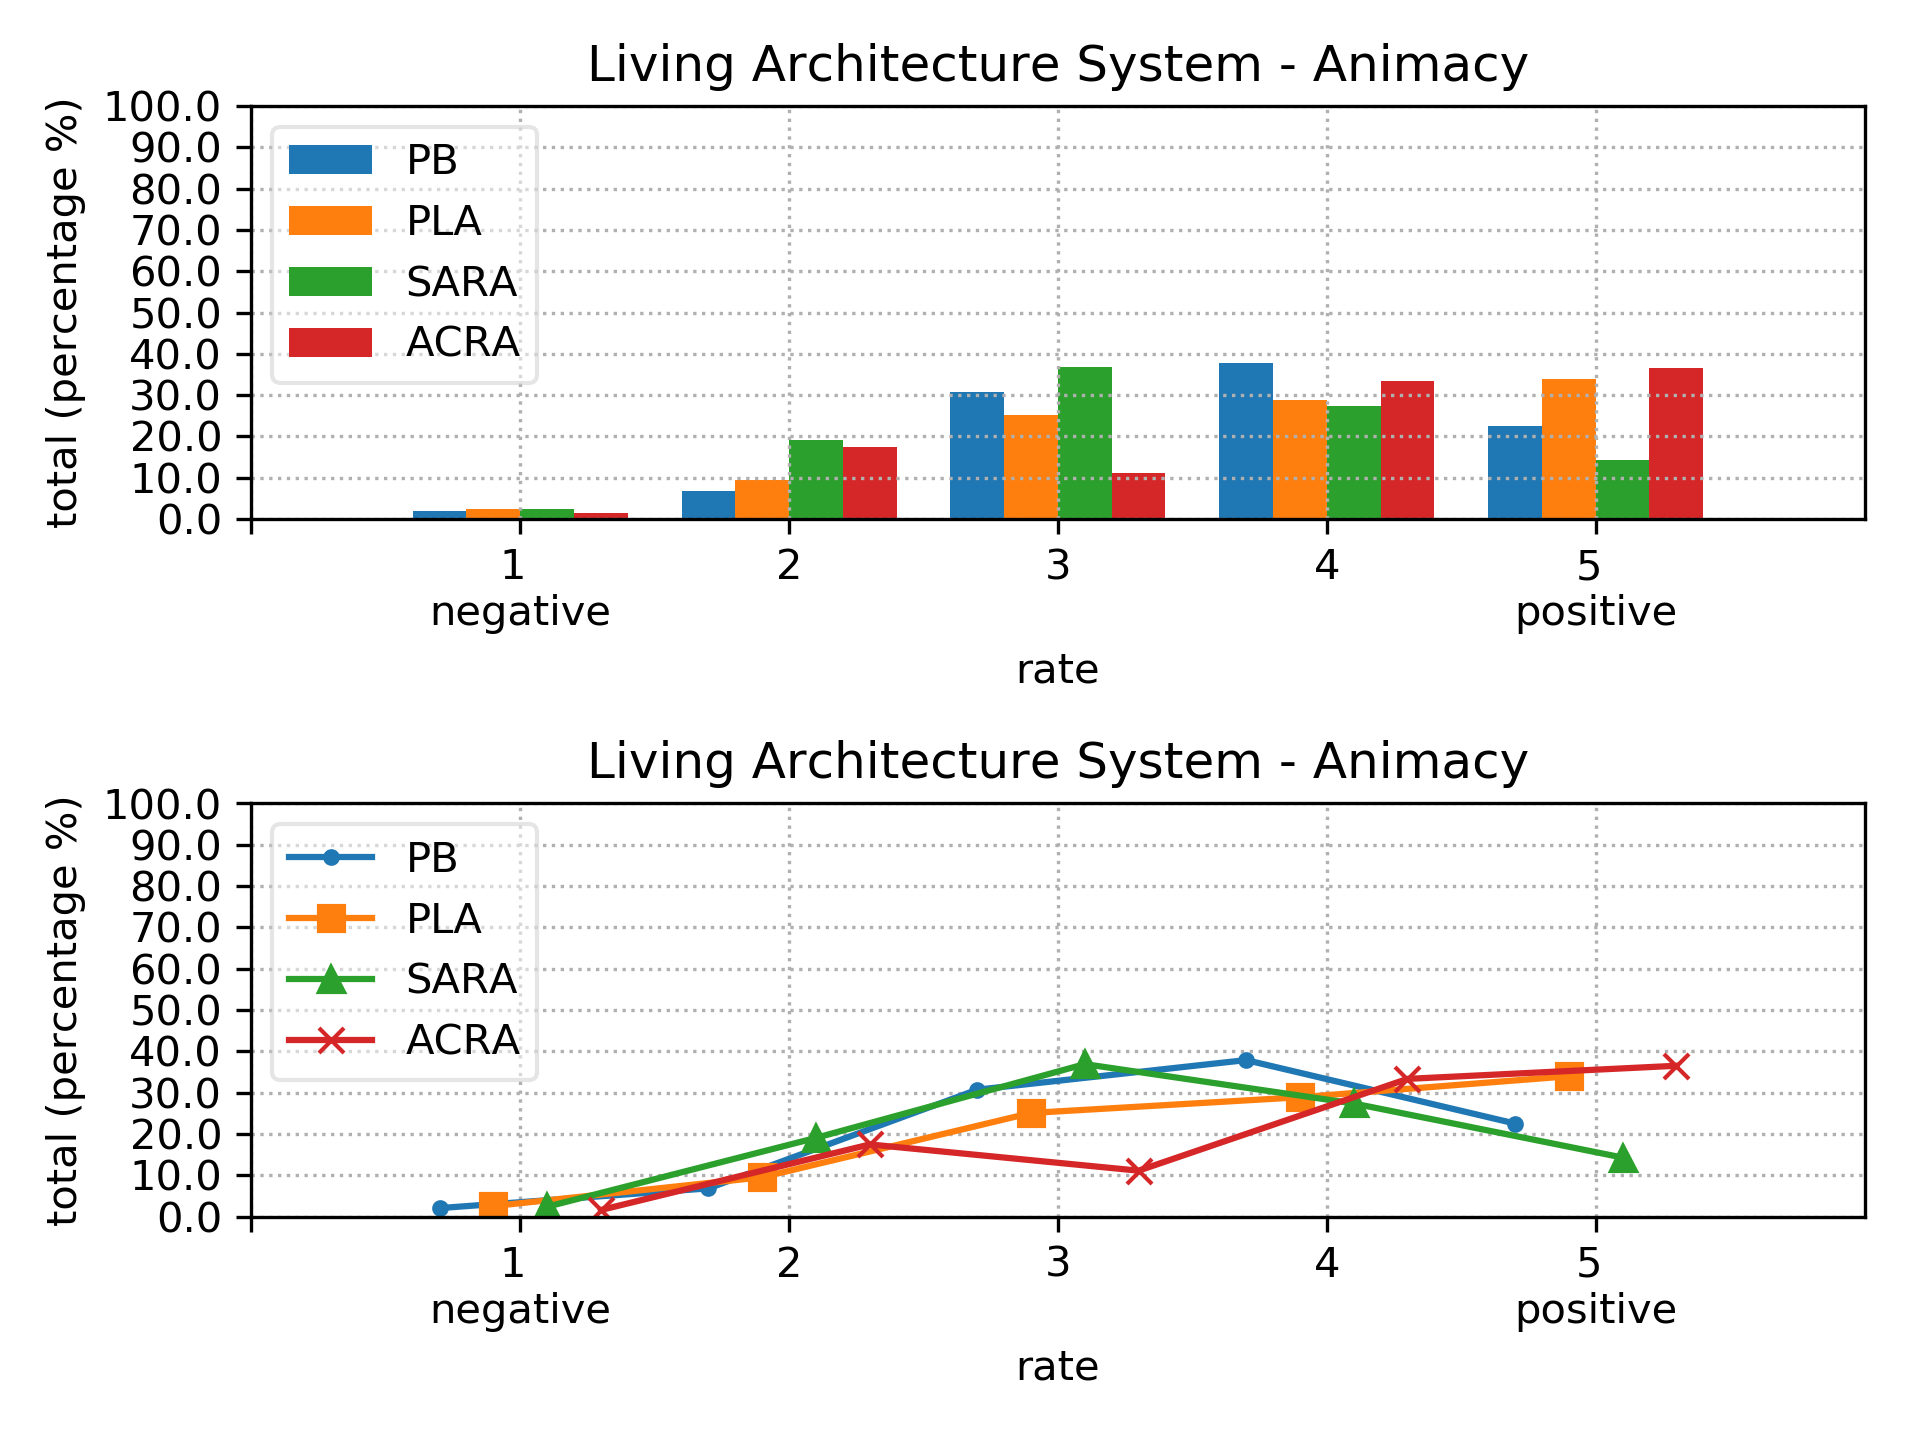 Living Architecture System - Animacy
total (percentage %)
100.0
90.0
80.0
70.0
60.0
50.0
40.0
30.0
20.0
10.0
0.0
PB
PLA
SARA
ACRA
1 2 3 4 5
negative positive
rate
Living Architecture System - Animacy
total (percentage %)
100.0
90.0
80.0
70.0
60.0
50.0
40.0
30.0
20.0
10.0
0.0
PB
PLA
SARA
ACRA
1 2 3 4 5
negative positive
rate